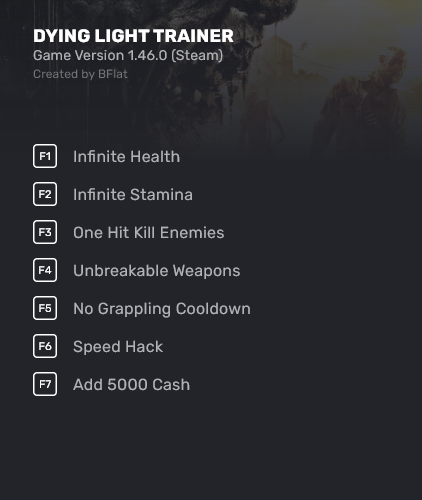 DYING LIGHT TRAINER
Game Version 1.46.0 (Steam)
Created by BFlat
F1 Infinite Health
F2 Infinite Stamina
F3 One Hit Kill Enemies
F4 Unbreakable Weapons
F5 No Grappling Cooldown
F6 Speed Hack
F7 Add 5000 Cash